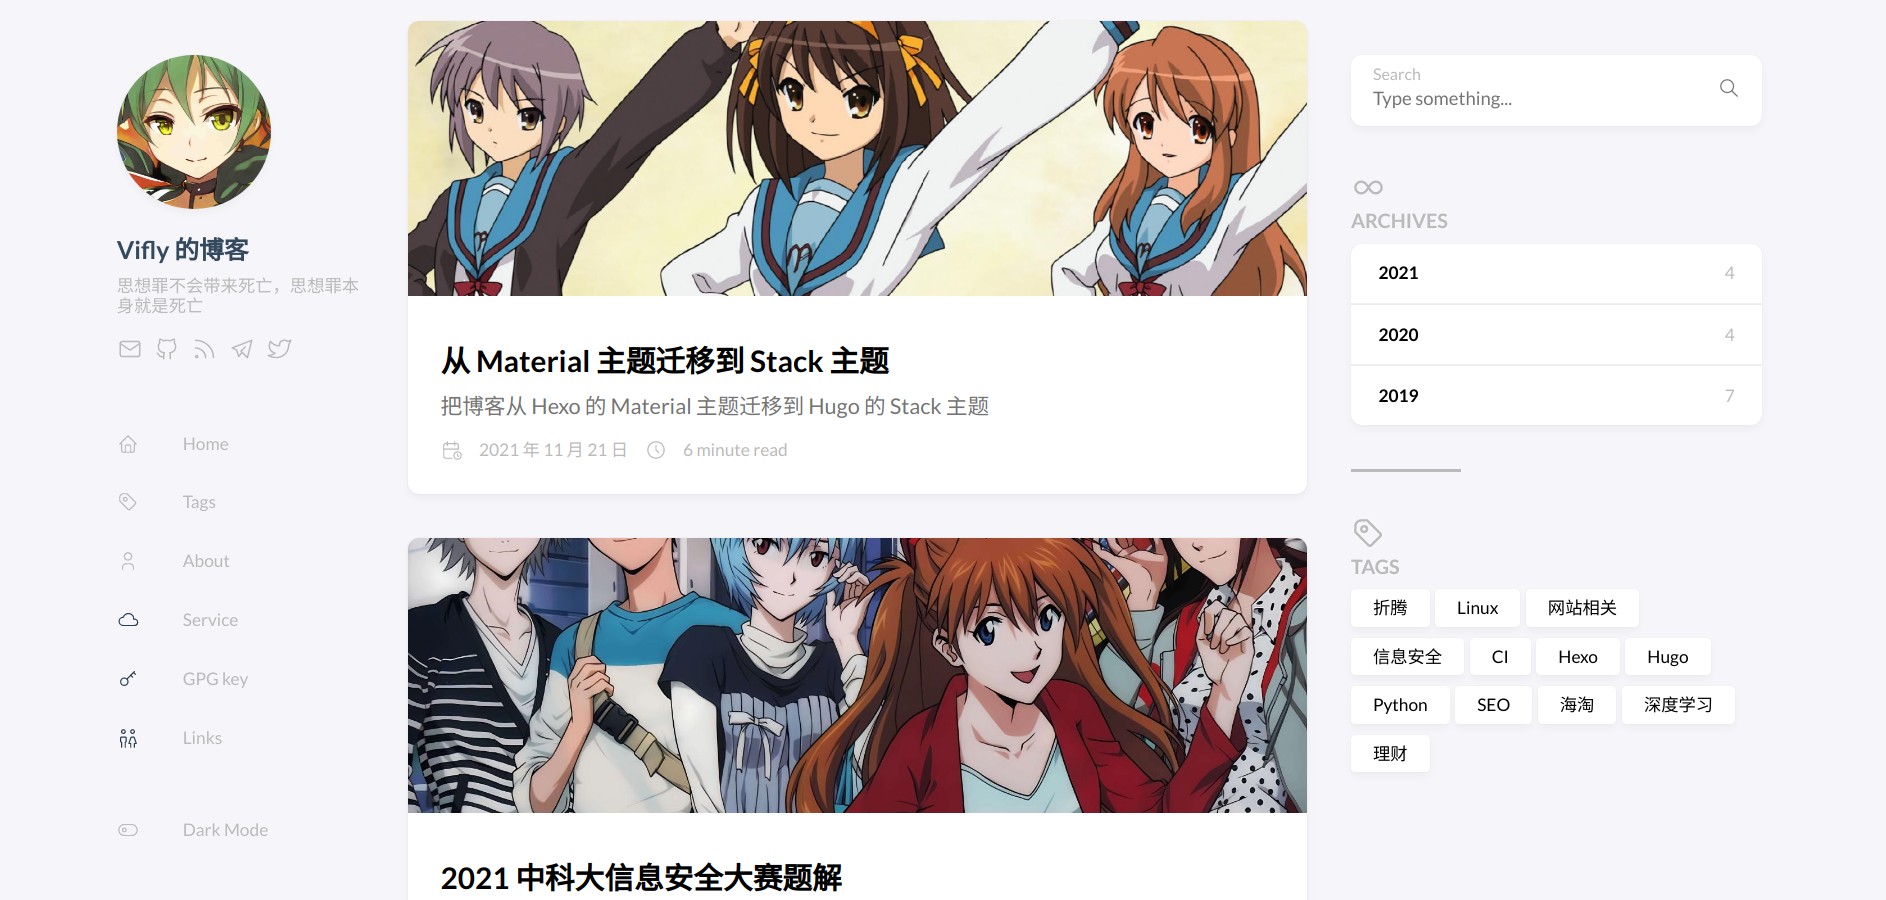 Vifly 的博客
思想罪不会带来死亡，思想罪本
身就是死亡
Home
Tags
About
Service
GPG key
Links
Dark Mode
从 Material 主题迁移到 Stack 主题
把博客从 Hexo 的 Material 主题迁移到 Hugo 的 Stack 主题
2021 年 11 月 21 日 6 minute read
2021 中科大信息安全大赛题解
Search
Type something...
ARCHIVES
2021 4
2020 4
2019 7
TAGS
折腾 Linux 网站相关
信息安全 CI Hexo Hugo
Python SEO 海淘 深度学习
理财